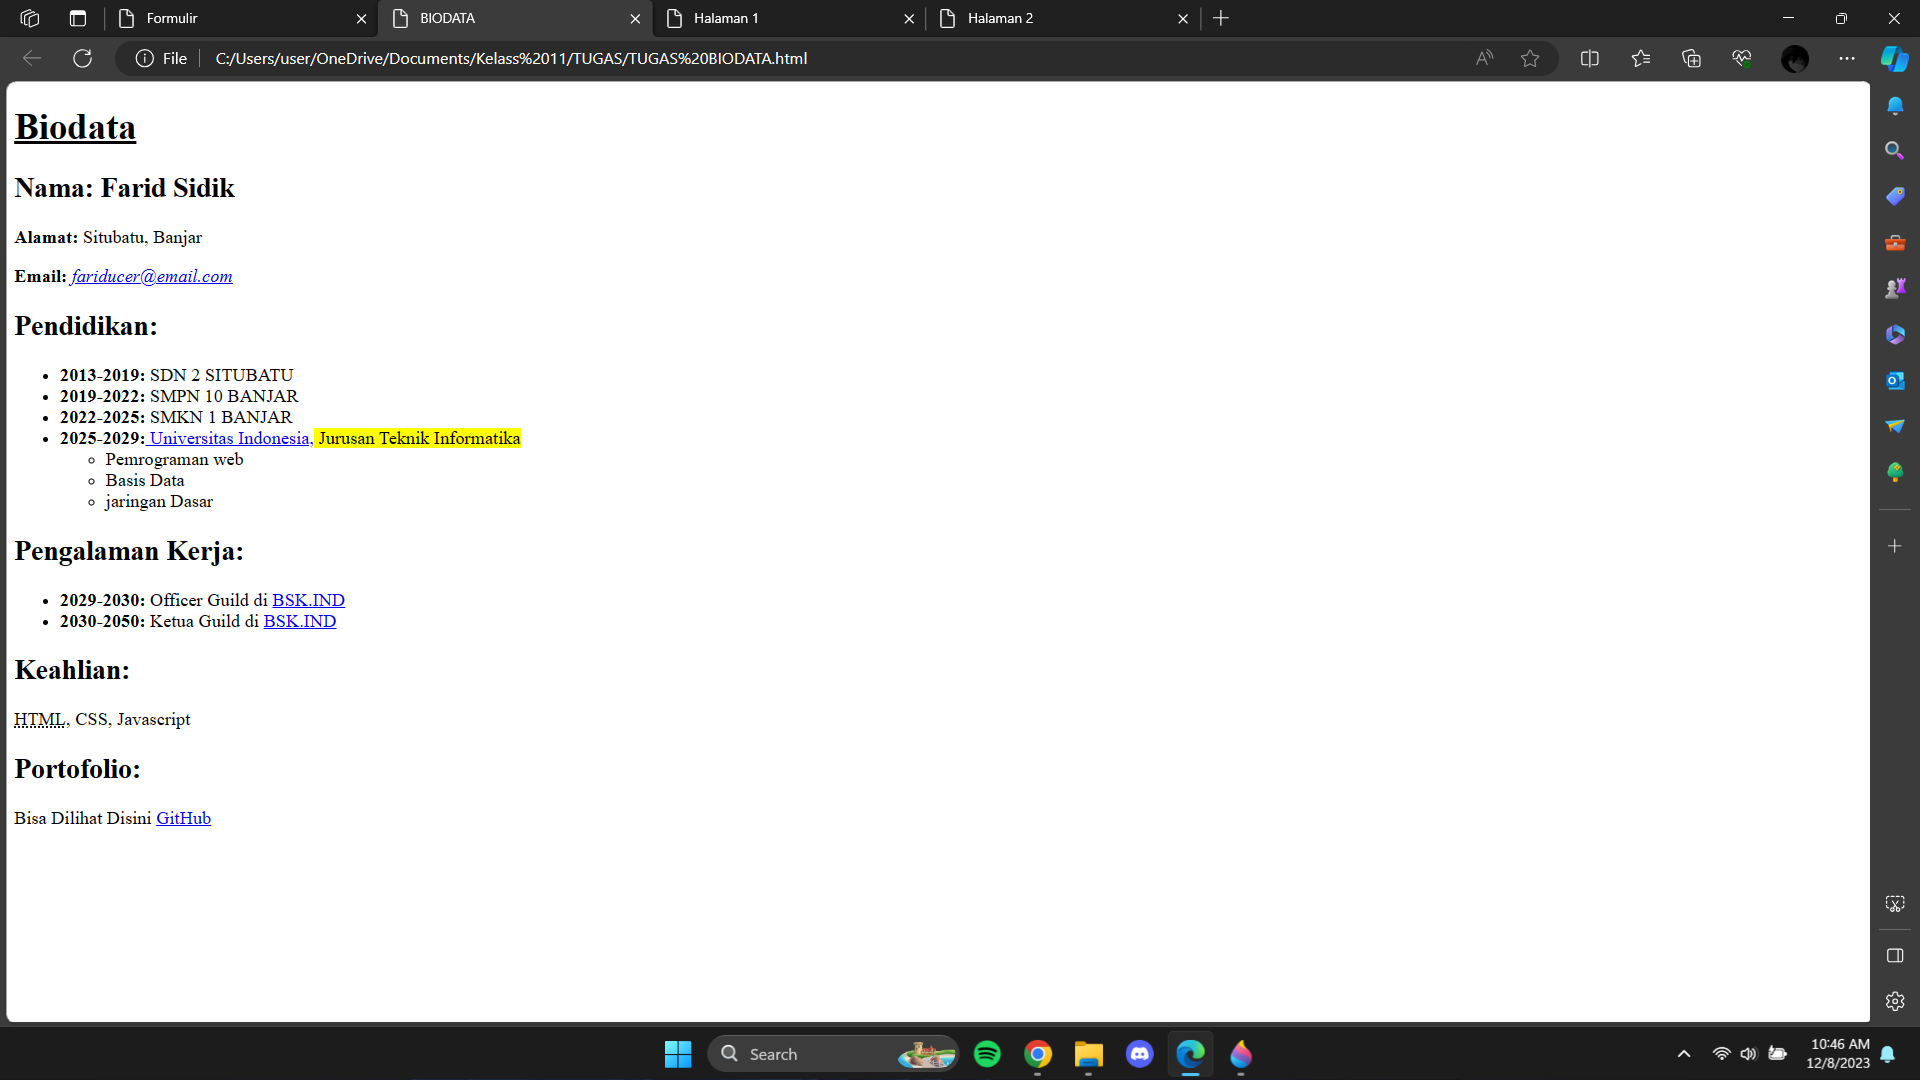 Formulir
BIODATA
Halaman 1
Halaman 2
File
C:/Users/user/OneDrive/Documents/Kelass%2011/TUGAS/TUGAS%20BIODATA.html
Biodata
Nama: Farid Sidik
Alamat: Situbatu, Banjar
Email: fariducer@email.com
Pendidikan:
2013-2019: SDN 2 SITUBATU
2019-2022: SMPN 10 BANJAR
2022-2025: SMKN 1 BANJAR
2025-2029: Universitas Indonesia, Jurusan Teknik Informatika
Pemrograman web
Basis Data
jaringan Dasar
Pengalaman Kerja:
2029-2030: Officer Guild di BSK.IND
2030-2050: Ketua Guild di BSK.IND
Keahlian:
HTML, CSS, Javascript
Portofolio:
Bisa Dilihat Disini GitHub
Search
10:46 AM
12/8/2023